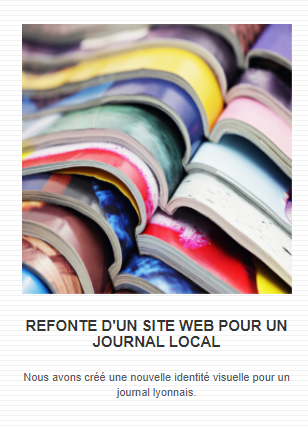 REFONTE D'UN SITE WEB POUR UN
JOURNAL LOCAL
Nous avons créé une nouvelle identité visuelle pour un
journal lyonnais.